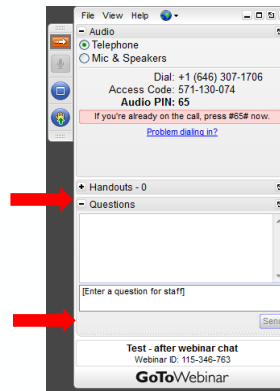 File View Help
Audio
Telephone
Mic & Speakers
Dial: +1 (646) 307-1706
Access Code: 571-130-074
Audio PIN: 65
If you're already on the call, press #65# now.
Problem dialing in?
Handouts - 0
Questions
[Enter a question for staff]
Send
Test - after webinar chat
Webinar ID: 115-346-763
GoToWebinar